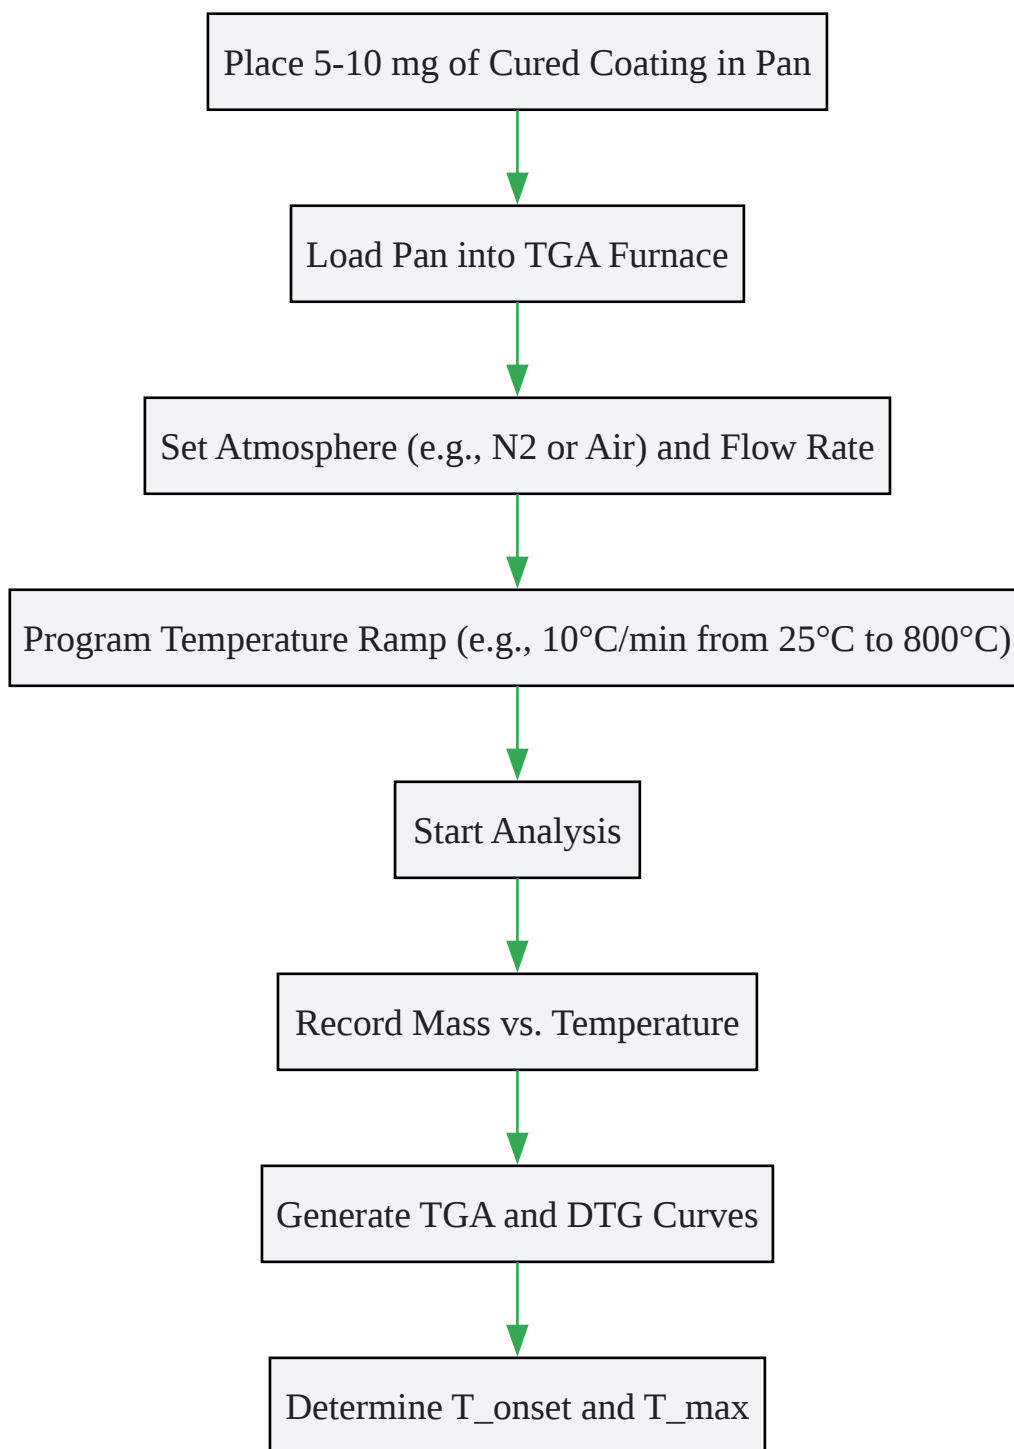 Place 5-10 mg of Cured Coating in Pan
Load Pan into TGA Furnace
Set Atmosphere (e.g., N2 or Air) and Flow Rate
Program Temperature Ramp (e.g., 10°C/min from 25°C to 800°C)
Start Analysis
Record Mass vs. Temperature
Generate TGA and DTG Curves
Determine T_onset and T_max